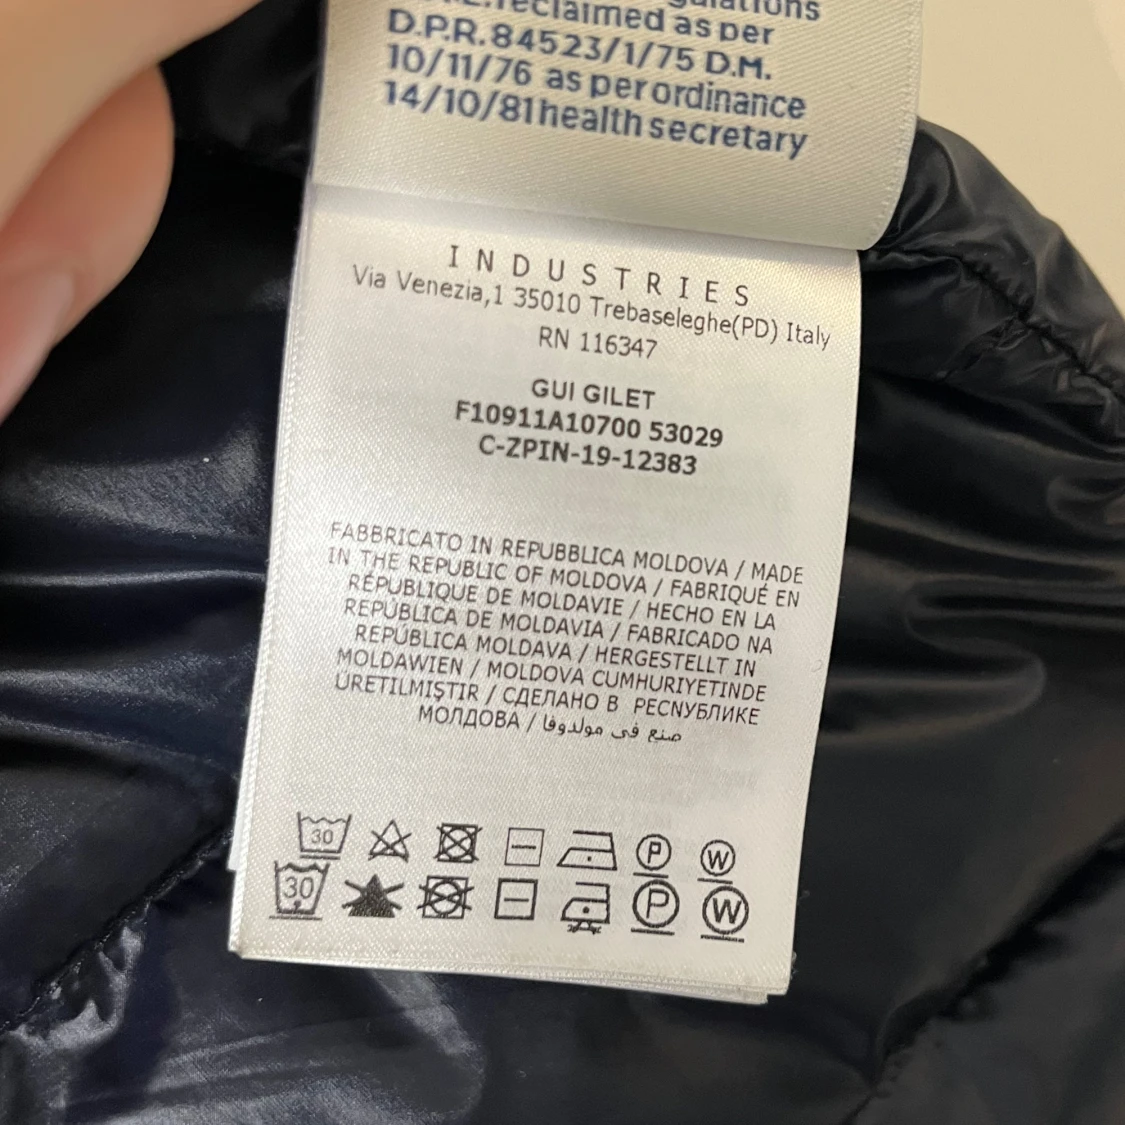 reclaimed as per
D.P.R. 84523/1/75 D.M.
10/11/76 as per ordinance
14/10/81 health secretary
INDUSTRIES
Via Venezia,1 35010 Trebaseleghe(PD) Italy
RN 116347
GUI GILET
F10911A10700 53029
C-ZPIN-19-12383
FABBRICATO IN REPUBBLICA MOLDOVA / MADE
IN THE REPUBLIC OF MOLDOVA / FABRIQUÉ EN
RÉPUBLIQUE DE MOLDAVIE / HECHO EN LA
REPÚBLICA DE MOLDAVIA / FABRICADO NA
REPÚBLICA MOLDAVA / HERGESTELLT IN
MOLDAWIEN / MOLDOVA CUMHURIYETINDE
ÜRETILMIŞTIR / СДЕЛАНО В РЕСПУБЛИКЕ
МОЛДОВА / صنع في مولدوفا
30 P W
30 P W